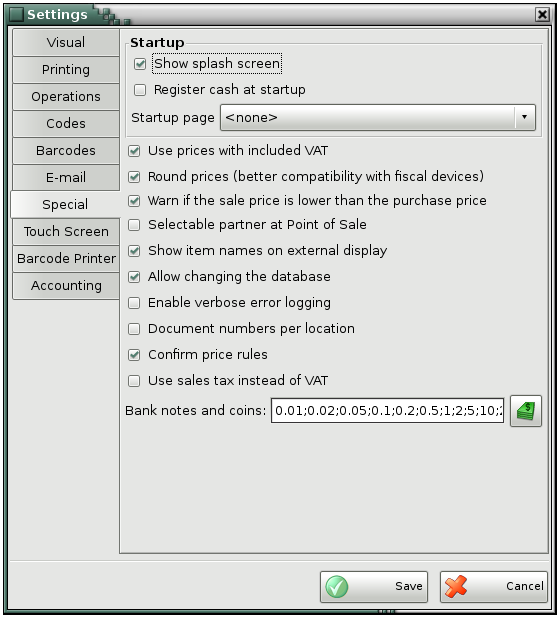 Settings
Visual
Printing
Operations
Codes
Barcodes
E-mail
Special
Touch Screen
Barcode Printer
Accounting
Startup
Show splash screen
Register cash at startup
Startup page <none>
Use prices with included VAT
Round prices (better compatibility with fiscal devices)
Warn if the sale price is lower than the purchase price
Selectable partner at Point of Sale
Show item names on external display
Allow changing the database
Enable verbose error logging
Document numbers per location
Confirm price rules
Use sales tax instead of VAT
Bank notes and coins: 0.01;0.02;0.05;0.1;0.2;0.5;1;2;5;10;
Save
Cancel